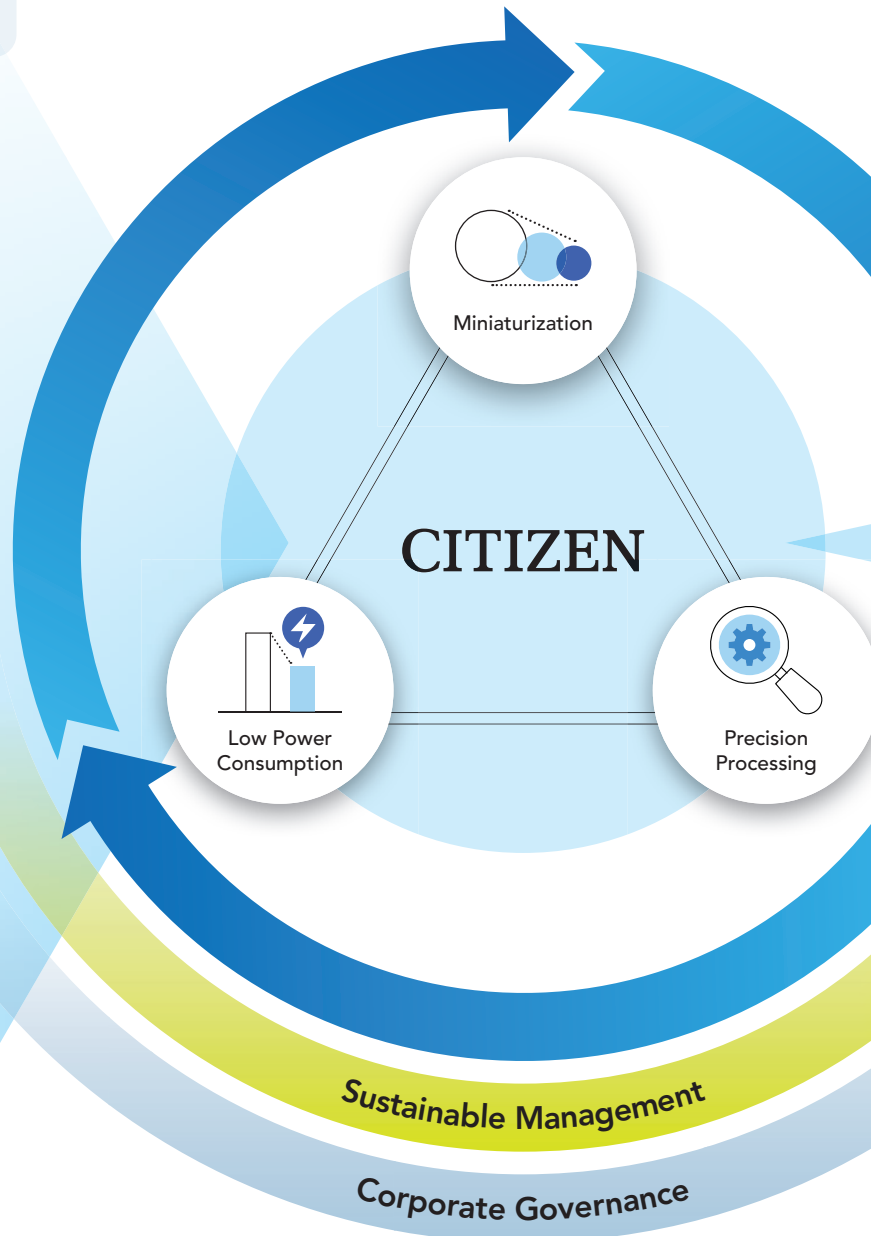 Miniaturization
CITIZEN
Low Power
Consumption
Precision
Processing
Sustainable Management
Corporate Governance